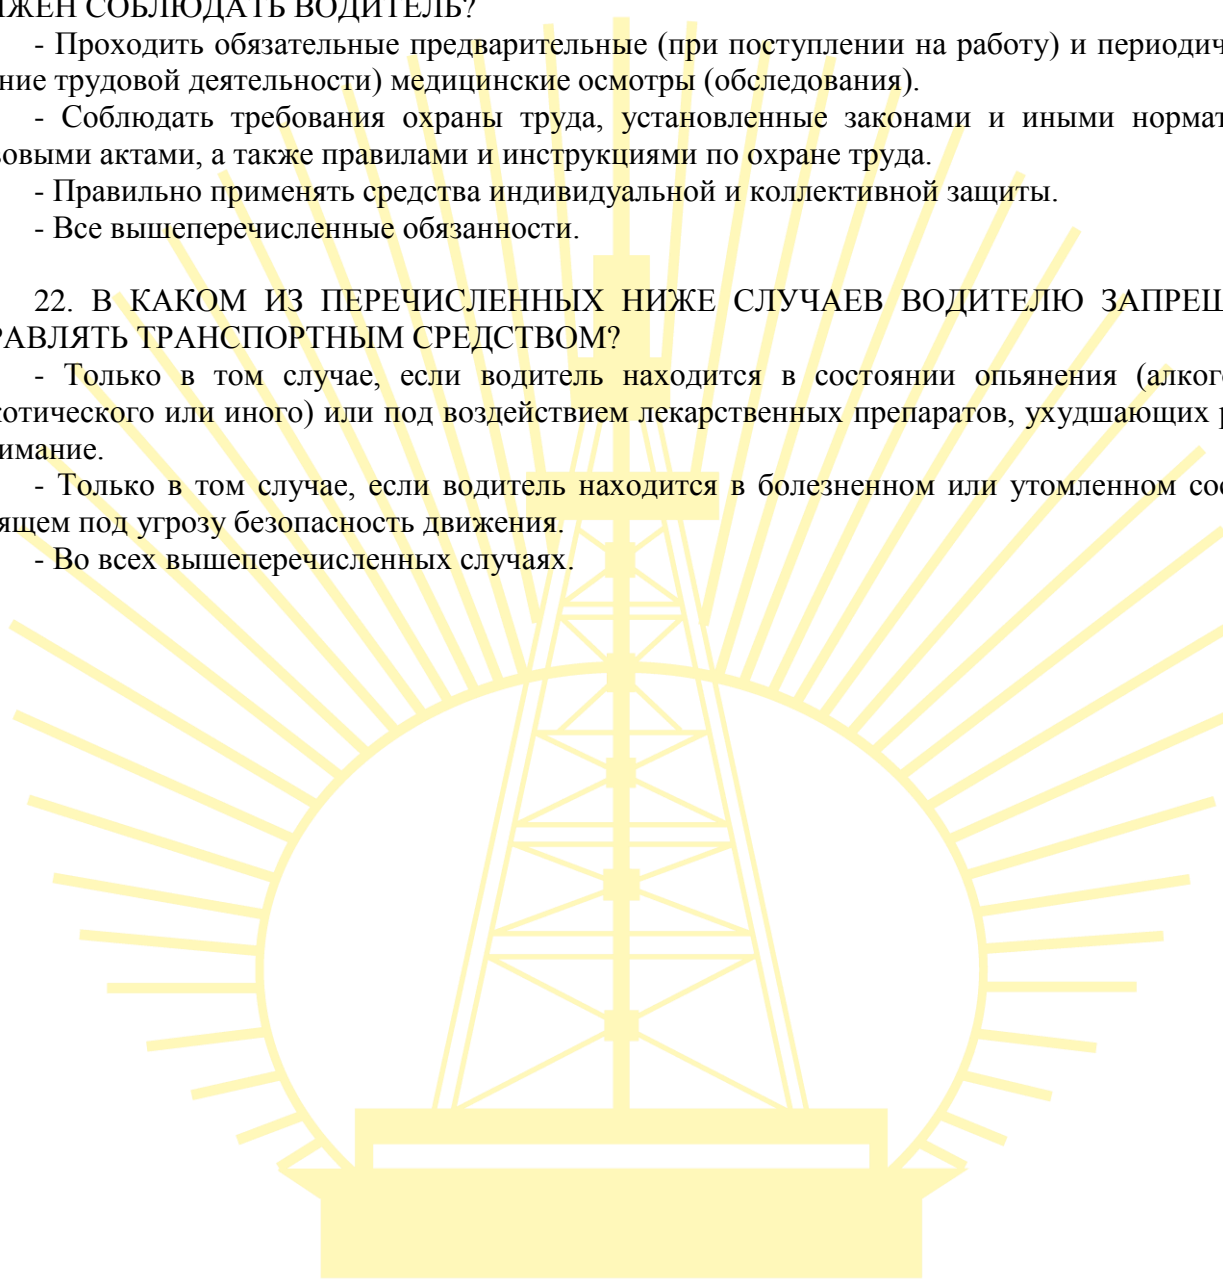 ЖЕН СОБЛЮДАТЬ ВОДИТЕЛЬ?
- Проходить обязательные предварительные (при поступлении на работу) и периодич
ние трудовой деятельности) медицинские осмотры (обследования).
- Соблюдать требования охраны труда, установленные законами и иными нормат
овыми актами, а также правилами и инструкциями по охране труда.
- Правильно применять средства индивидуальной и коллективной защиты.
- Все вышеперечисленные обязанности.
22. В КАКОМ ИЗ ПЕРЕЧИСЛЕННЫХ НИЖЕ СЛУЧАЕВ ВОДИТЕЛЮ ЗАПРЕЩ
РАВЛЯТЬ ТРАНСПОРТНЫМ СРЕДСТВОМ?
- Только в том случае, если водитель находится в состоянии опьянения (алког
котического или иного) или под воздействием лекарственных препаратов, ухудшающих р
имание.
- Только в том случае, если водитель находится в болезненном или утомленном сос
ящем под угрозу безопасность движения.
- Во всех вышеперечисленных случаях.